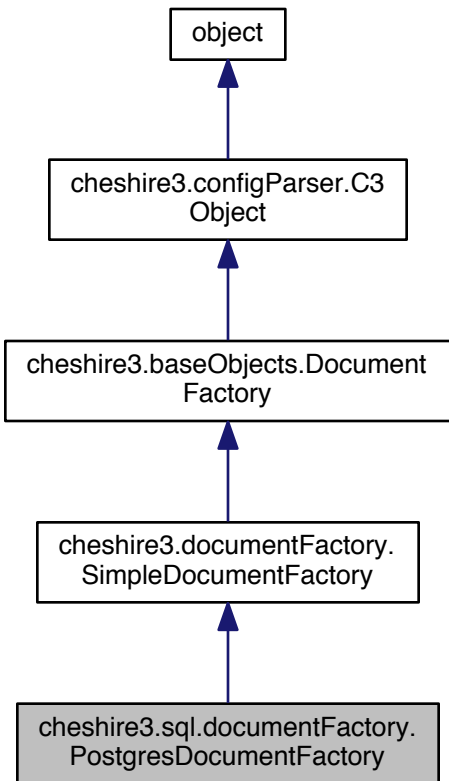 object
cheshire3.configParser.C3
Object
cheshire3.baseObjects.Document
Factory
cheshire3.documentFactory.
SimpleDocumentFactory
cheshire3.sql.documentFactory.
PostgresDocumentFactory